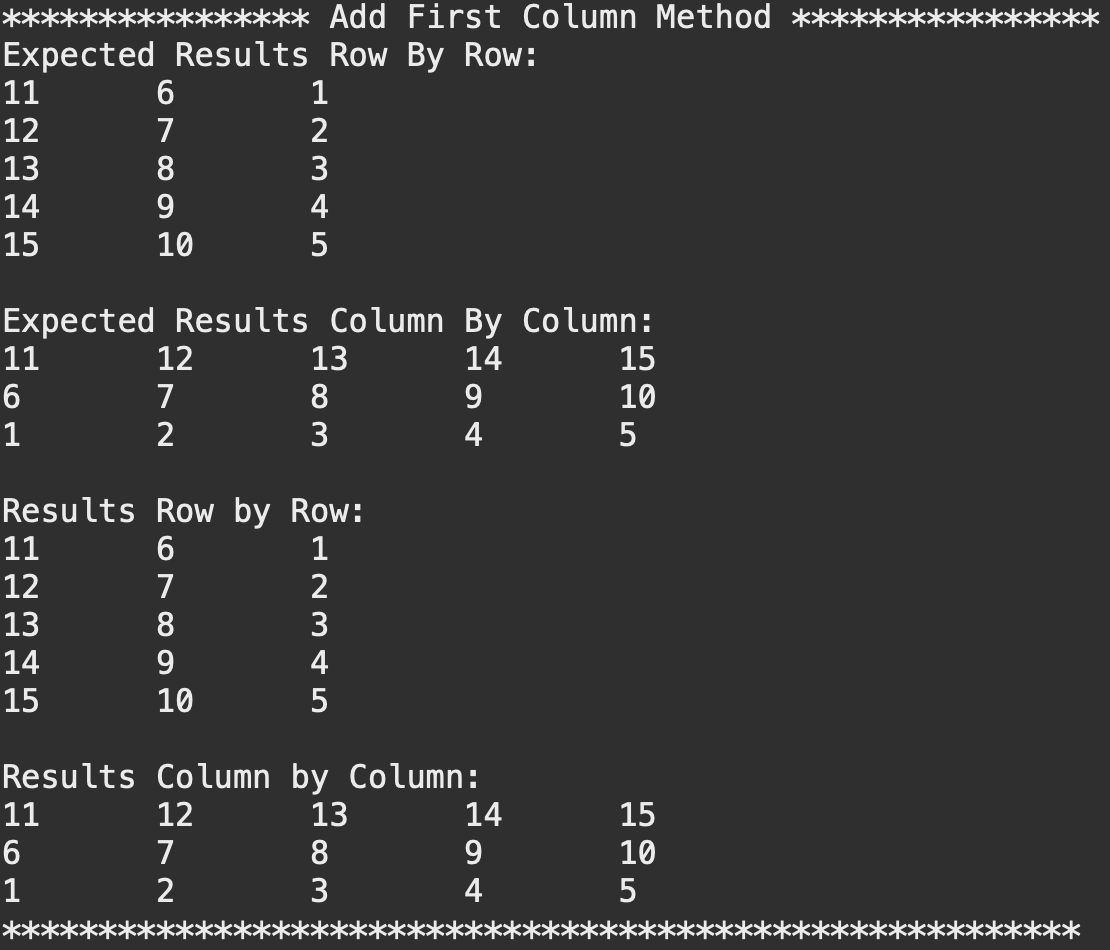 **************** Add First Column Method ****************
Expected Results Row By Row:
11      6       1
12      7       2
13      8       3
14      9       4
15      10      5

Expected Results Column By Column:
11      12      13      14      15
6       7       8       9       10
1       2       3       4       5

Results Row by Row:
11      6       1
12      7       2
13      8       3
14      9       4
15      10      5

Results Column by Column:
11      12      13      14      15
6       7       8       9       10
1       2       3       4       5
********************************************************